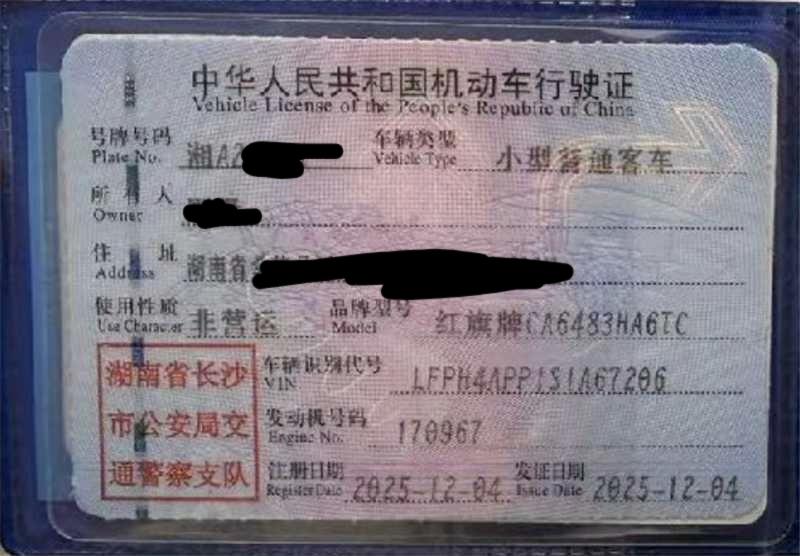 中华人民共和国机动车行驶证
Vehicle License of the People's Republic of China
号牌号码 湘A2 车辆类型 小型普通客车
Plate No. Vehicle Type
所有人
Owner
住址 湖南省
Address
使用性质 非营运 品牌型号 红旗牌CA6483HA6TC
Use Character Model
湖南省长沙 车辆识别代号 LFPH4APP1S1A67206
VIN
市公安局交 发动机号码 170967
Engine No.
通警察支队 注册日期 2025-12-04 发证日期 2025-12-04
Register Date Issue Date